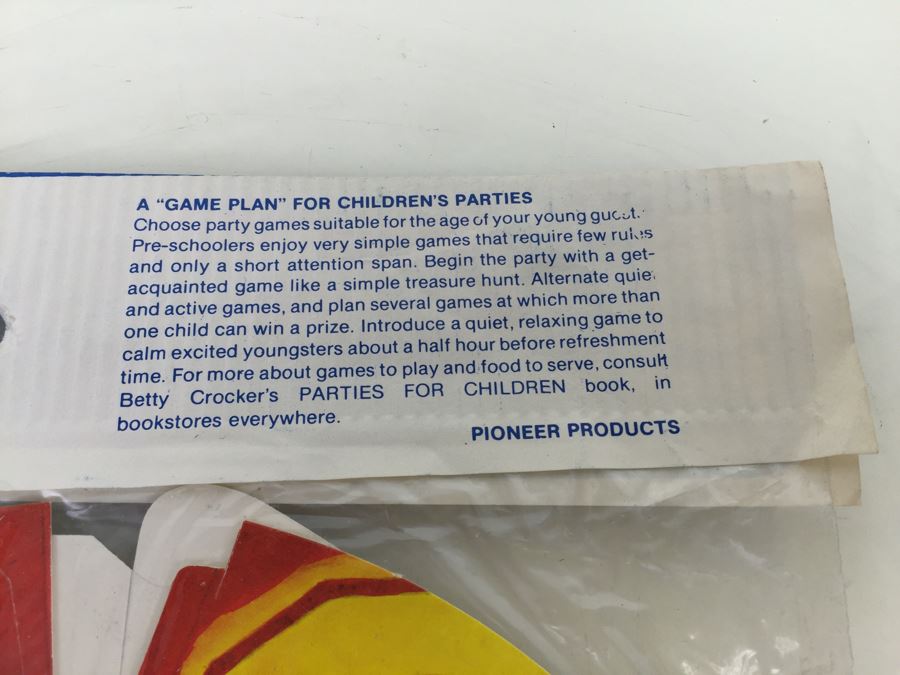 A “GAME PLAN” FOR CHILDREN'S PARTIES
Choose party games suitable for the age of your young guest.
Pre-schoolers enjoy very simple games that require few rules
and only a short attention span. Begin the party with a get-
acquainted game like a simple treasure hunt. Alternate quiet
and active games, and plan several games at which more than
one child can win a prize. Introduce a quiet, relaxing game to
calm excited youngsters about a half hour before refreshment
time. For more about games to play and food to serve, consult
Betty Crocker's PARTIES FOR CHILDREN book, in
bookstores everywhere.
PIONEER PRODUCTS